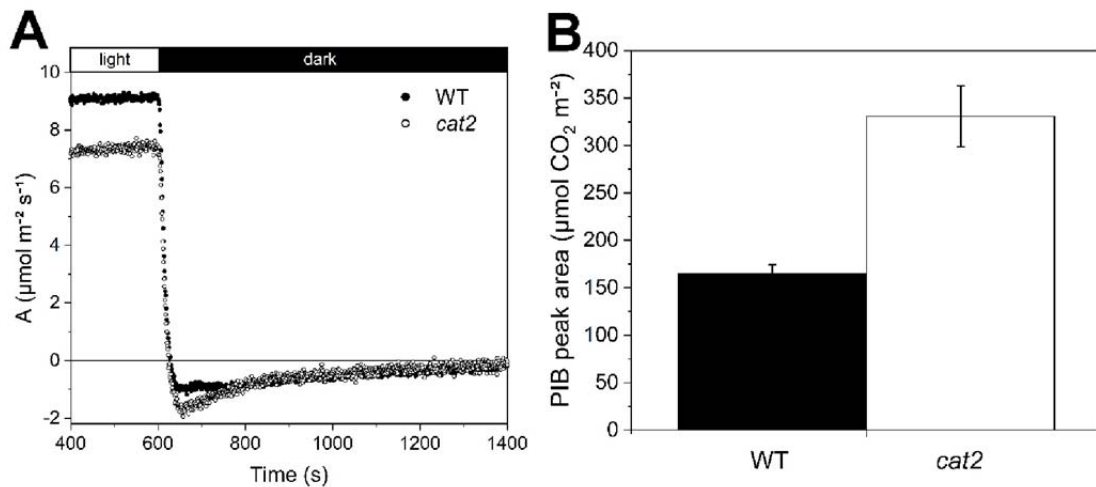 A
light
dark
10
8
6
4
2
0
-2
A (µmol m⁻² s⁻¹)
WT
cat2
400
600
800
1000
1200
1400
Time (s)
B
400
350
300
250
200
150
100
50
0
PIB peak area (µmol CO₂ m⁻²)
WT
cat2